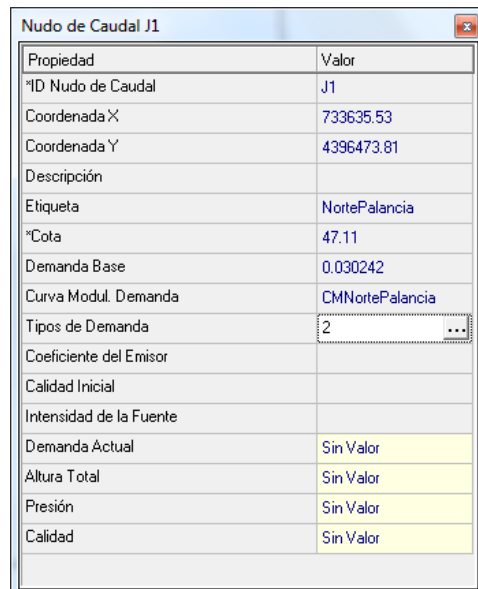 Nudo de Caudal J1
Propiedad Valor
*ID Nudo de Caudal J1
Coordenada X 733635.53
Coordenada Y 4396473.81
Descripción
Etiqueta NortePalancia
*Cota 47.11
Demanda Base 0.030242
Curva Modul. Demanda CMNortePalancia
Tipos de Demanda 2 ...
Coeficiente del Emisor
Calidad Inicial
Intensidad de la Fuente
Demanda Actual Sin Valor
Altura Total Sin Valor
Presión Sin Valor
Calidad Sin Valor